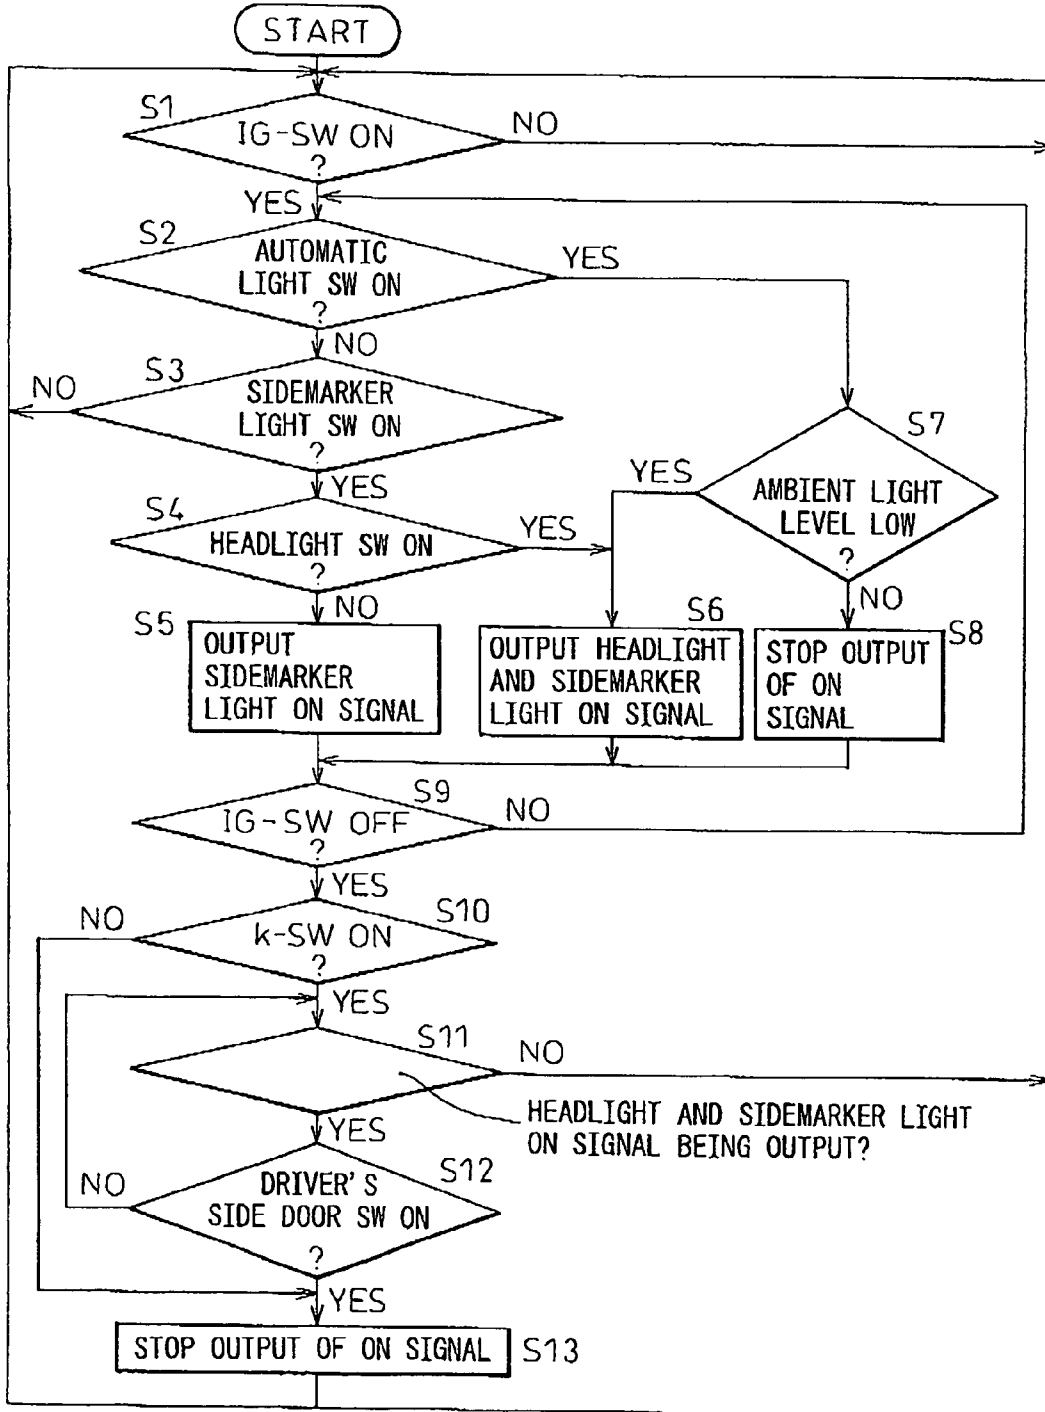 START
S1
IG-SW ON
?
NO
YES
S2
AUTOMATIC
LIGHT SW ON
?
YES
NO
S3
NO
SIDEMARKER
LIGHT SW ON
?
YES
S7
YES
AMBIENT LIGHT
LEVEL LOW
?
NO
S4
HEADLIGHT SW ON
?
YES
NO
S5
OUTPUT
SIDEMARKER
LIGHT ON SIGNAL
S6
OUTPUT HEADLIGHT
AND SIDEMARKER
LIGHT ON SIGNAL
S8
STOP OUTPUT
OF ON
SIGNAL
S9
IG-SW OFF
?
NO
YES
S10
NO
k-SW ON
?
YES
S11
NO
HEADLIGHT AND SIDEMARKER LIGHT
ON SIGNAL BEING OUTPUT?
YES
S12
NO
DRIVER'S
SIDE DOOR SW ON
?
YES
STOP OUTPUT OF ON SIGNAL
S13